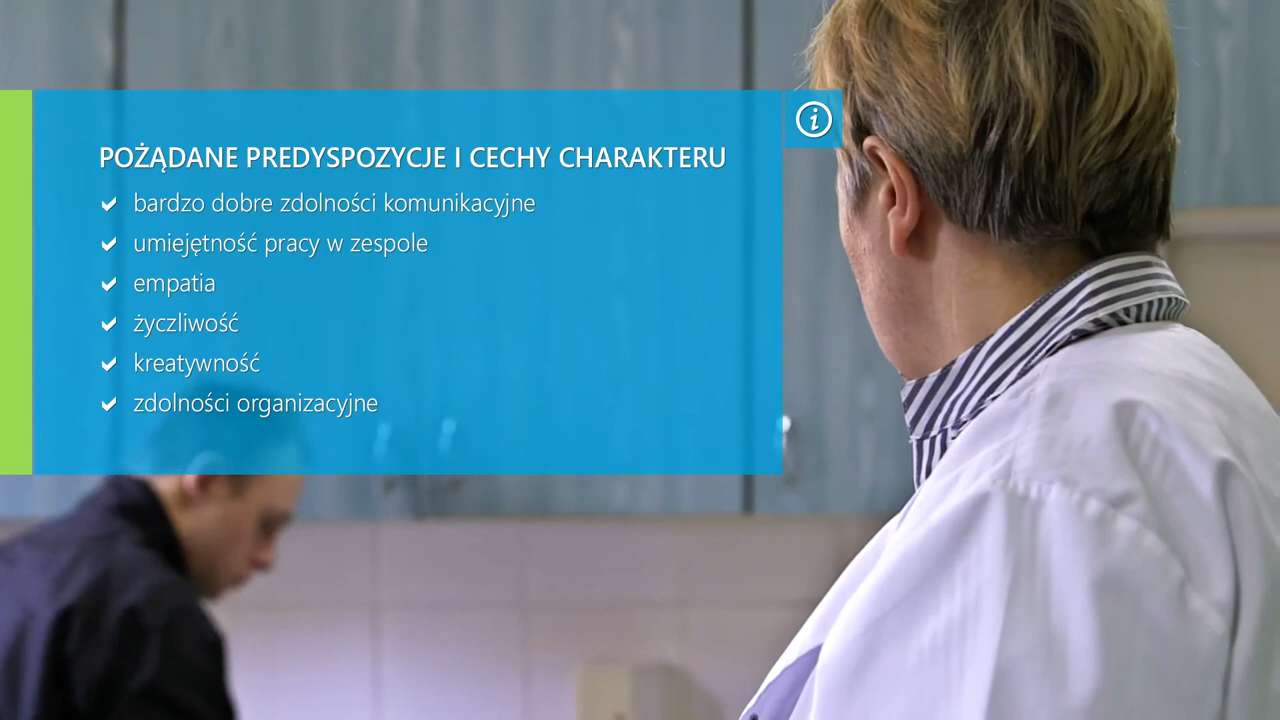 POŻĄDANE PREDYSPOZYCJE I CECHY CHARAKTERU
bardzo dobre zdolności komunikacyjne
umiejętność pracy w zespole
empatia
życzliwość
kreatywność
zdolności organizacyjne